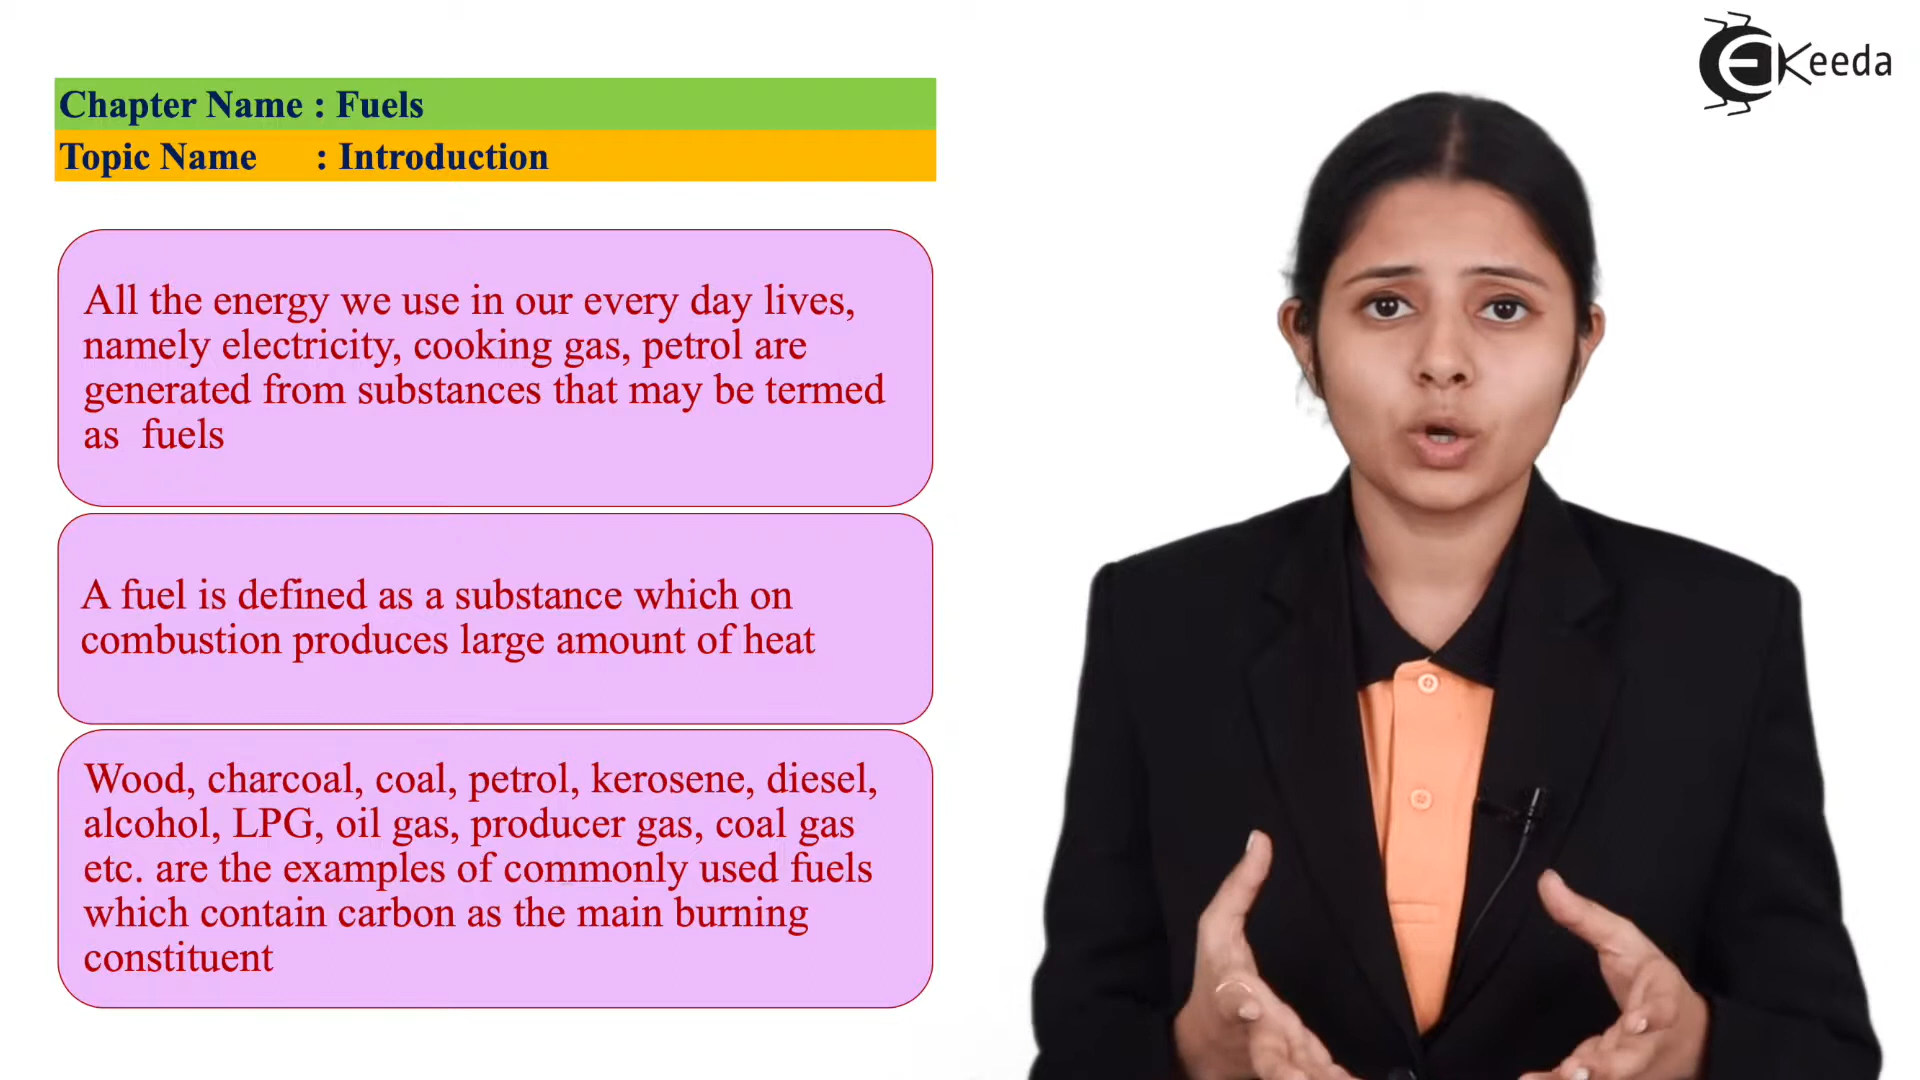 Chapter Name : Fuels
Topic Name : Introduction
All the energy we use in our every day lives,
namely electricity, cooking gas, petrol are
generated from substances that may be termed
as fuels
A fuel is defined as a substance which on
combustion produces large amount of heat
Wood, charcoal, coal, petrol, kerosene, diesel,
alcohol, LPG, oil gas, producer gas, coal gas
etc. are the examples of commonly used fuels
which contain carbon as the main burning
constituent
EKeeda